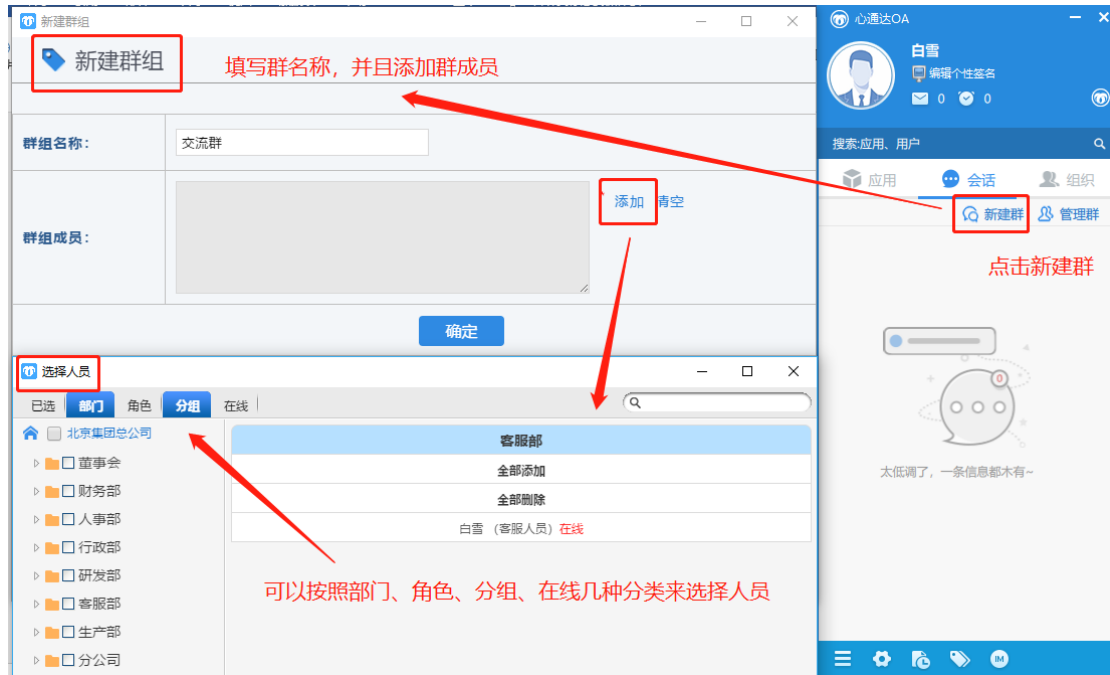 新建群组
新建群组
填写群名称，并且添加群成员
群组名称：
交流群
群组成员：
添加 清空
确定
选择人员
已选 部门 角色 分组 在线
北京集团总公司
董事会
财务部
人事部
行政部
研发部
客服部
生产部
分公司
客服部
全部添加
全部删除
白雪 （客服人员）在线
可以按照部门、角色、分组、在线几种分类来选择人员
心通达OA
白雪
编辑个性签名
0 0
搜索:应用、用户
应用 会话 组织
新建群 管理群
点击新建群
0
太低调了，一条信息都木有~
IM